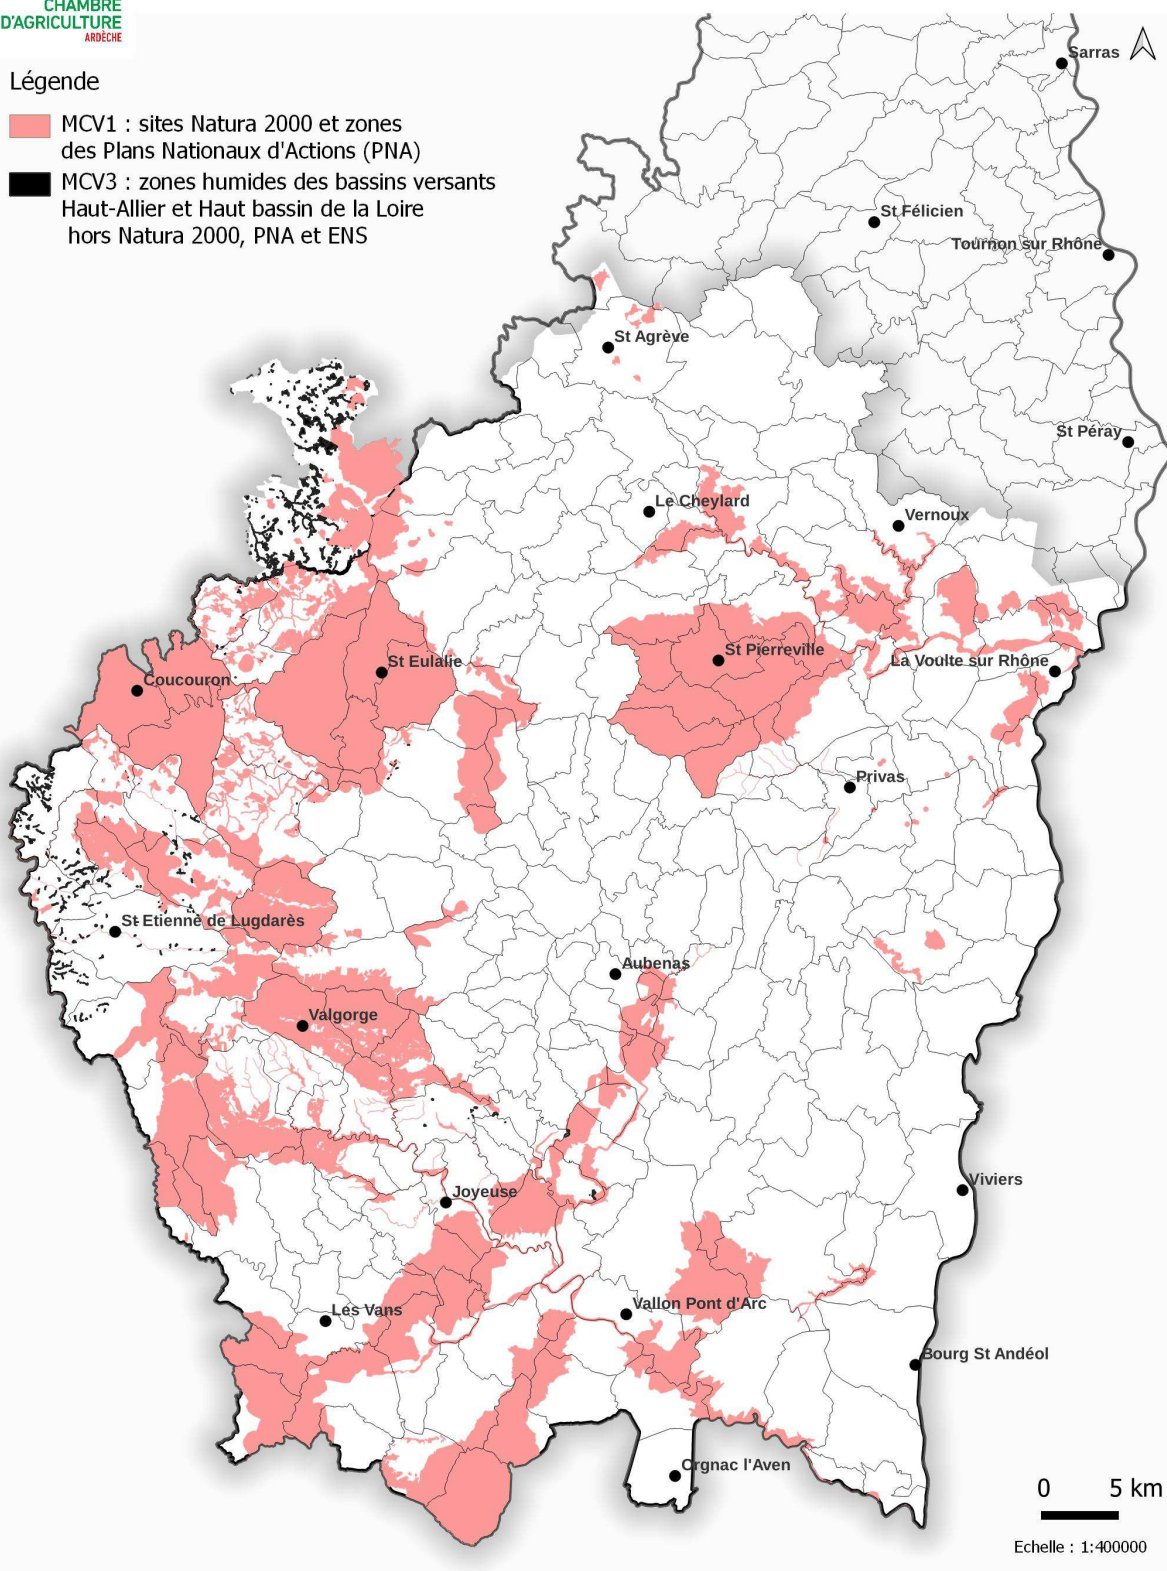 CHAMBRE
D'AGRICULTURE
ARDÈCHE
Légende
MCV1 : sites Natura 2000 et zones
des Plans Nationaux d'Actions (PNA)
MCV3 : zones humides des bassins versants
Haut-Allier et Haut bassin de la Loire
hors Natura 2000, PNA et ENS
Sarras
St Félicien
Tournon sur Rhône
St Agrève
St Péray
Le Cheylard
Vernoux
St Pierreville
St Eulalie
La Voulte sur Rhône
Coucouron
Privas
St Etienne de Lugdarès
Aubenas
Valgorge
Viviers
Joyeuse
Vallon Pont d'Arc
Les Vans
Bourg St Andéol
Orgnac l'Aven
0 5 km
Echelle : 1:400000